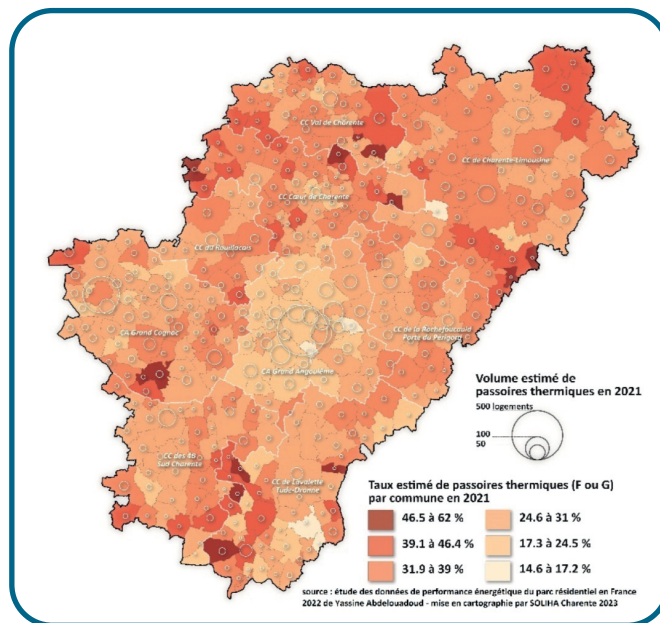 CC Val de Charente
CC de Charente-Limousine
CC Cœur de Charente
CC du Rouillacais
CA Grand Cognac
CC de la Rochefoucauld
Porte du Périgord
CA Grand Angoulême
CC des 4B
Sud Charente
CC de Lavalette
Tude-Dronne
Volume estimé de
passoires thermiques en 2021
500 logements
100
50
Taux estimé de passoires thermiques (F ou G)
par commune en 2021
46.5 à 62 %
24.6 à 31 %
39.1 à 46.4 %
17.3 à 24.5 %
31.9 à 39 %
14.6 à 17.2 %
source : étude des données de performance énergétique du parc résidentiel en France
2022 de Yassine Abdelouadoud - mise en cartographie par SOLIHA Charente 2023